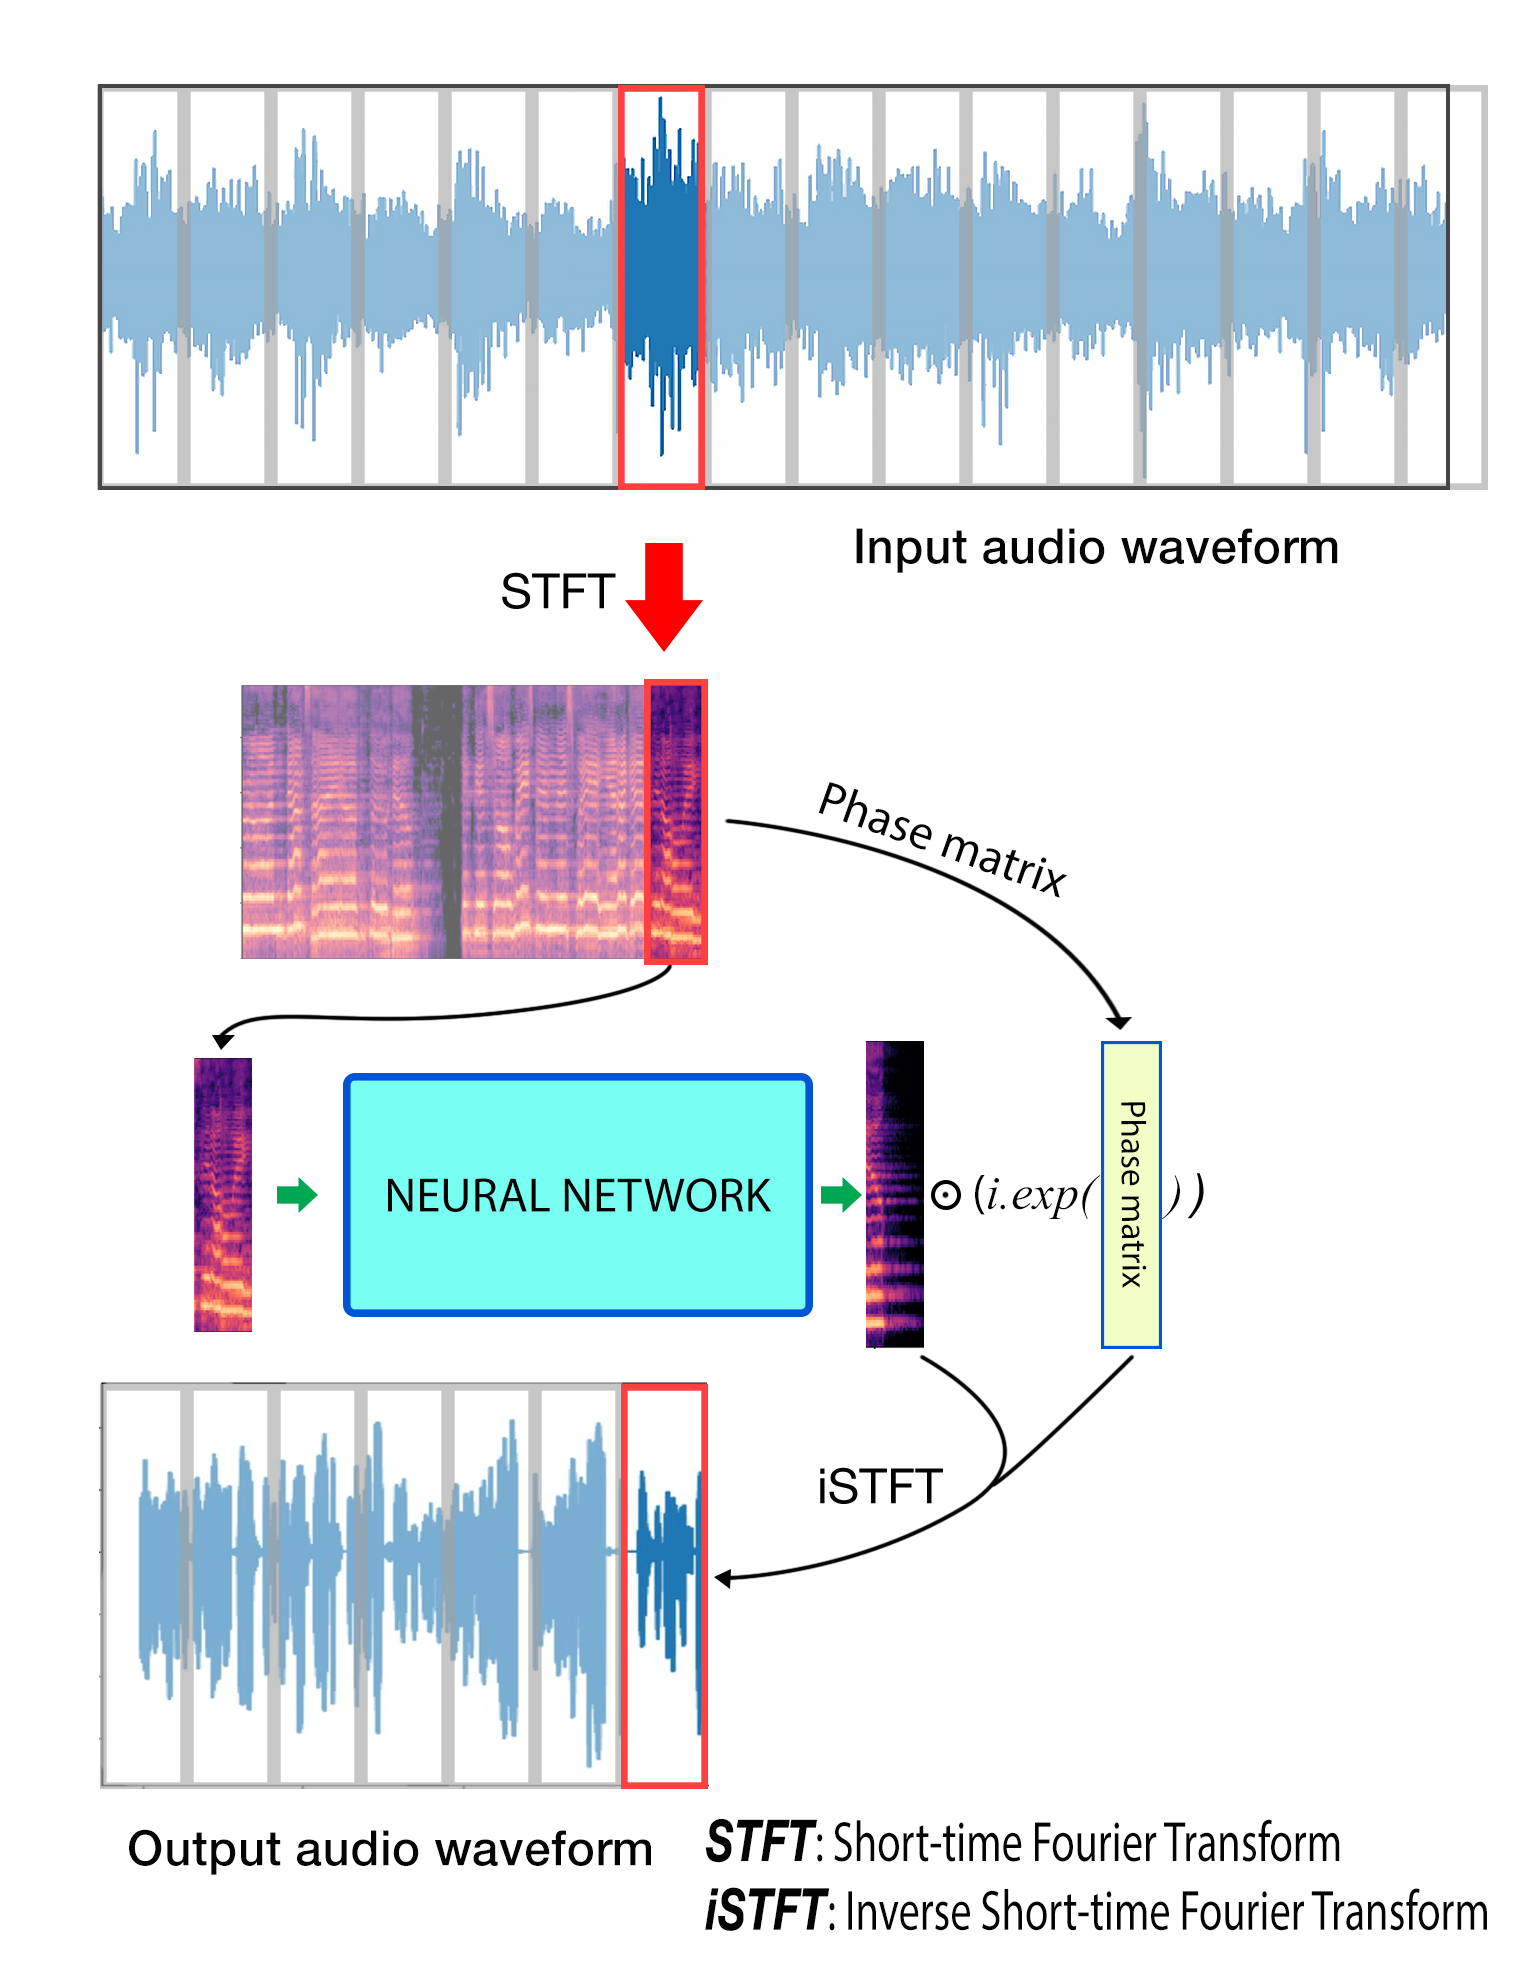 Input audio waveform
STFT
Phase matrix
NEURAL NETWORK
⊙ (i.exp( Phase matrix ))
iSTFT
Output audio waveform
STFT: Short-time Fourier Transform
iSTFT: Inverse Short-time Fourier Transform